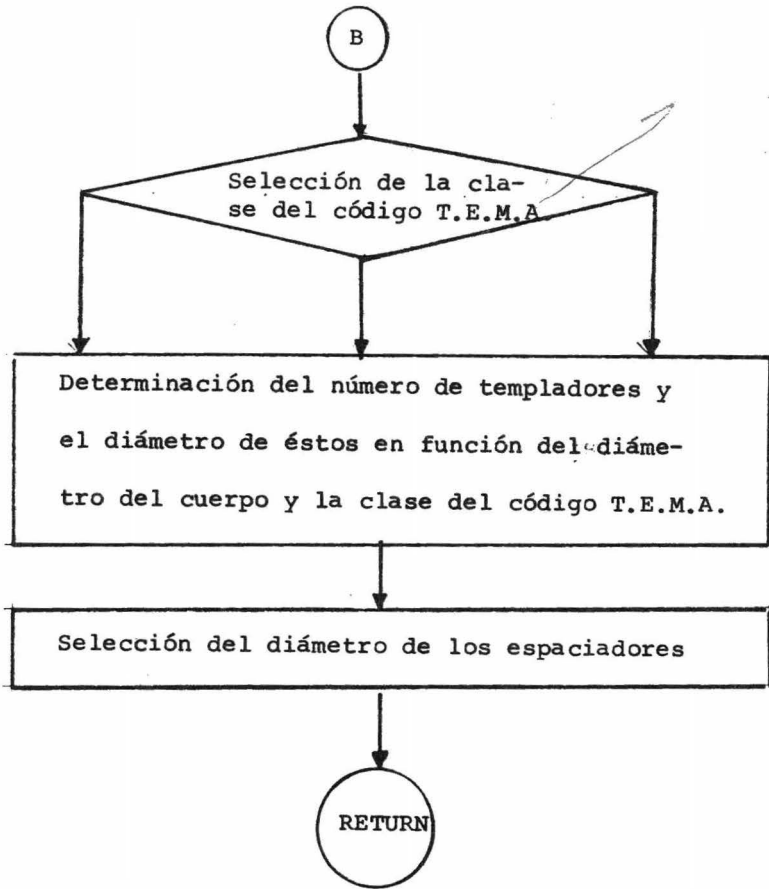 B
Selección de la cla-
se del código T.E.M.A.
Determinación del número de templadores y
el diámetro de éstos en función del diáme-
tro del cuerpo y la clase del código T.E.M.A.
Selección del diámetro de los espaciadores
RETURN